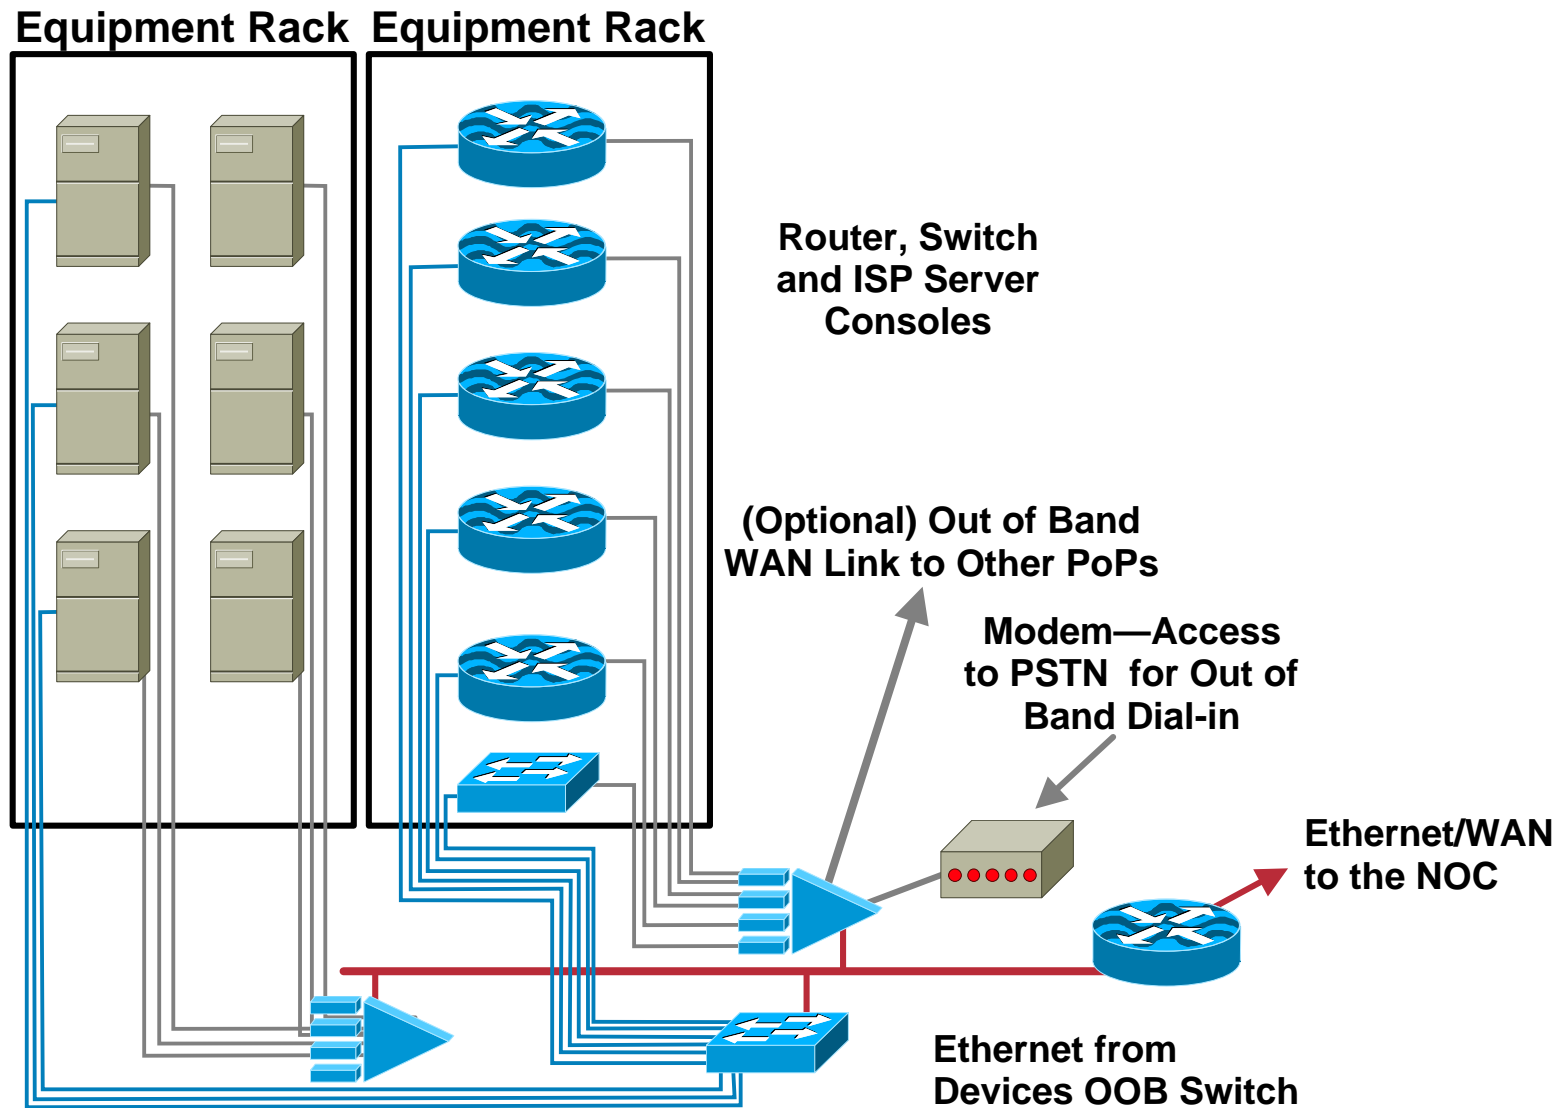 Equipment Rack
Equipment Rack
Router, Switch
and ISP Server
Consoles
(Optional) Out of Band
WAN Link to Other PoPs
Modem—Access
to PSTN  for Out of
Band Dial-in
Ethernet/WAN
to the NOC
Ethernet from
Devices OOB Switch